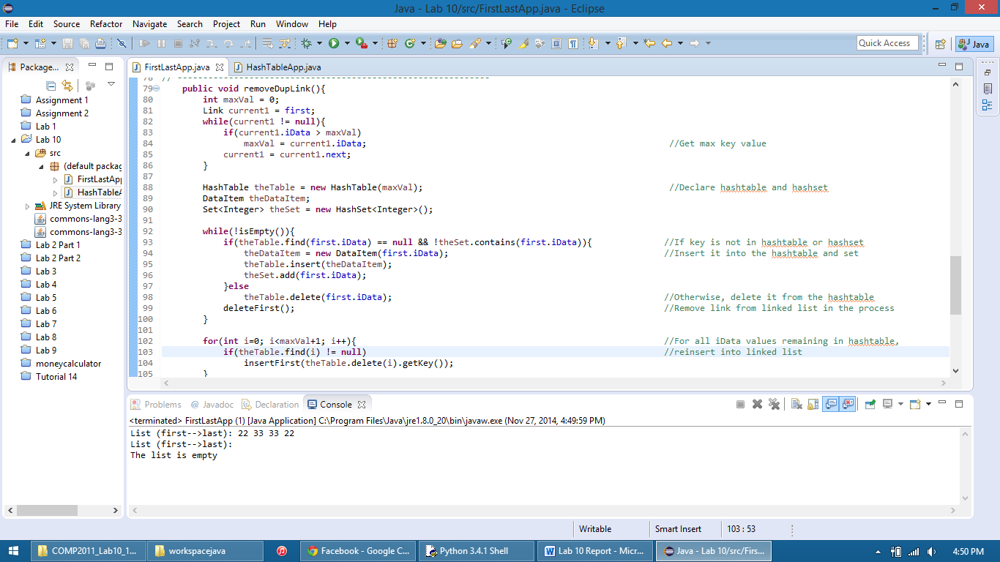 Java - Lab 10/src/FirstLastApp.java - Eclipse
File Edit Source Refactor Navigate Search Project Run Window Help
Quick Access
Java
Package...
FirstLastApp.java
HashTableApp.java
Assignment 1
Assignment 2
Lab 1
Lab 10
src
(default packag
FirstLastApp
HashTableA
JRE System Library
commons-lang3-3
commons-lang3-3
Lab 2 Part 1
Lab 2 Part 2
Lab 3
Lab 4
Lab 5
Lab 6
Lab 7
Lab 8
Lab 9
moneycalculator
Tutorial 14
78 // -------------------------------------------------------------
79 public void removeDupLink(){
80 int maxVal = 0;
81 Link current1 = first;
82 while(current1 != null){
83 if(current1.iData > maxVal)
84 maxVal = current1.iData; //Get max key value
85 current1 = current1.next;
86 }
87
88 HashTable theTable = new HashTable(maxVal); //Declare hashtable and hashset
89 DataItem theDataItem;
90 Set<Integer> theSet = new HashSet<Integer>();
91
92 while(!isEmpty()){
93 if(theTable.find(first.iData) == null && !theSet.contains(first.iData)){ //If key is not in hashtable or hashset
94 theDataItem = new DataItem(first.iData); //Insert it into the hashtable and set
95 theTable.insert(theDataItem);
96 theSet.add(first.iData);
97 }else
98 theTable.delete(first.iData); //Otherwise, delete it from the hashtable
99 deleteFirst(); //Remove link from linked list in the process
100 }
101
102 for(int i=0; i<maxVal+1; i++){ //For all iData values remaining in hashtable,
103 if(theTable.find(i) != null) //reinsert into linked list
104 insertFirst(theTable.delete(i).getKey());
105 }
Problems @ Javadoc Declaration Console
<terminated> FirstLastApp (1) [Java Application] C:\Program Files\Java\jre1.8.0_20\bin\javaw.exe (Nov 27, 2014, 4:49:59 PM)
List (first-->last): 22 33 33 22
List (first-->last):
The list is empty
Writable Smart Insert 103 : 53
COMP2011_Lab10_1... workspacejava Facebook - Google C... Python 3.4.1 Shell Lab 10 Report - Micr... Java - Lab 10/src/Firs... 4:50 PM